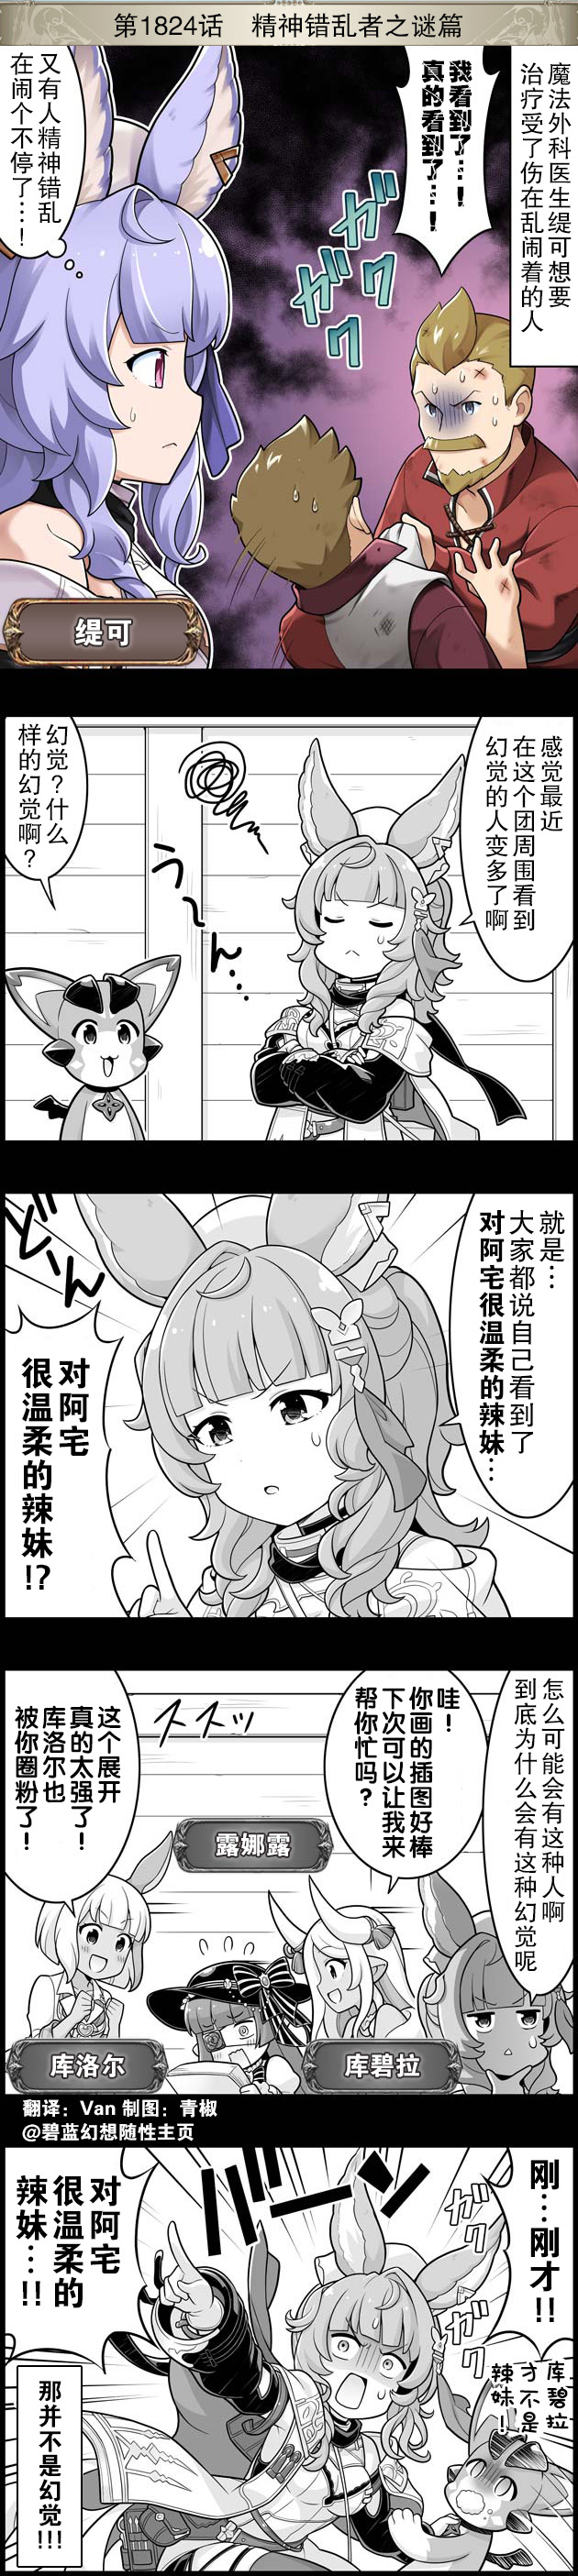 第1824话　精神错乱者之谜篇
魔法外科医生缇可想要
治疗受了伤在乱闹着的人
我看到了…!
真的看到了…!
又有人精神错乱
在闹个不停了…!
ガク
ガク
缇可
感觉最近
在这个团周围看到
幻觉的人变多了啊
幻觉？什么
样的幻觉啊？
う～ん…
就是…
大家都说自己看到了
对阿宅很温柔的辣妹…
どんっ
对阿宅
很温柔的辣妹!?
怎么可能会有这种人啊
到底为什么会有这种幻觉呢
哇！
你画的插图好棒
下次可以让我来
帮你忙吗？
ススッ
这个展开
真的太强了！
库洛尔也
被你圈粉了！
露娜露
库洛尔
库碧拉
翻译：Van 制图：青椒
@碧蓝幻想随性主页
刚…刚才!!
ガーン
ガクガク
对阿宅
很温柔的
辣妹…!!
库碧拉
才不是
辣妹！
那并不是
幻觉!!!